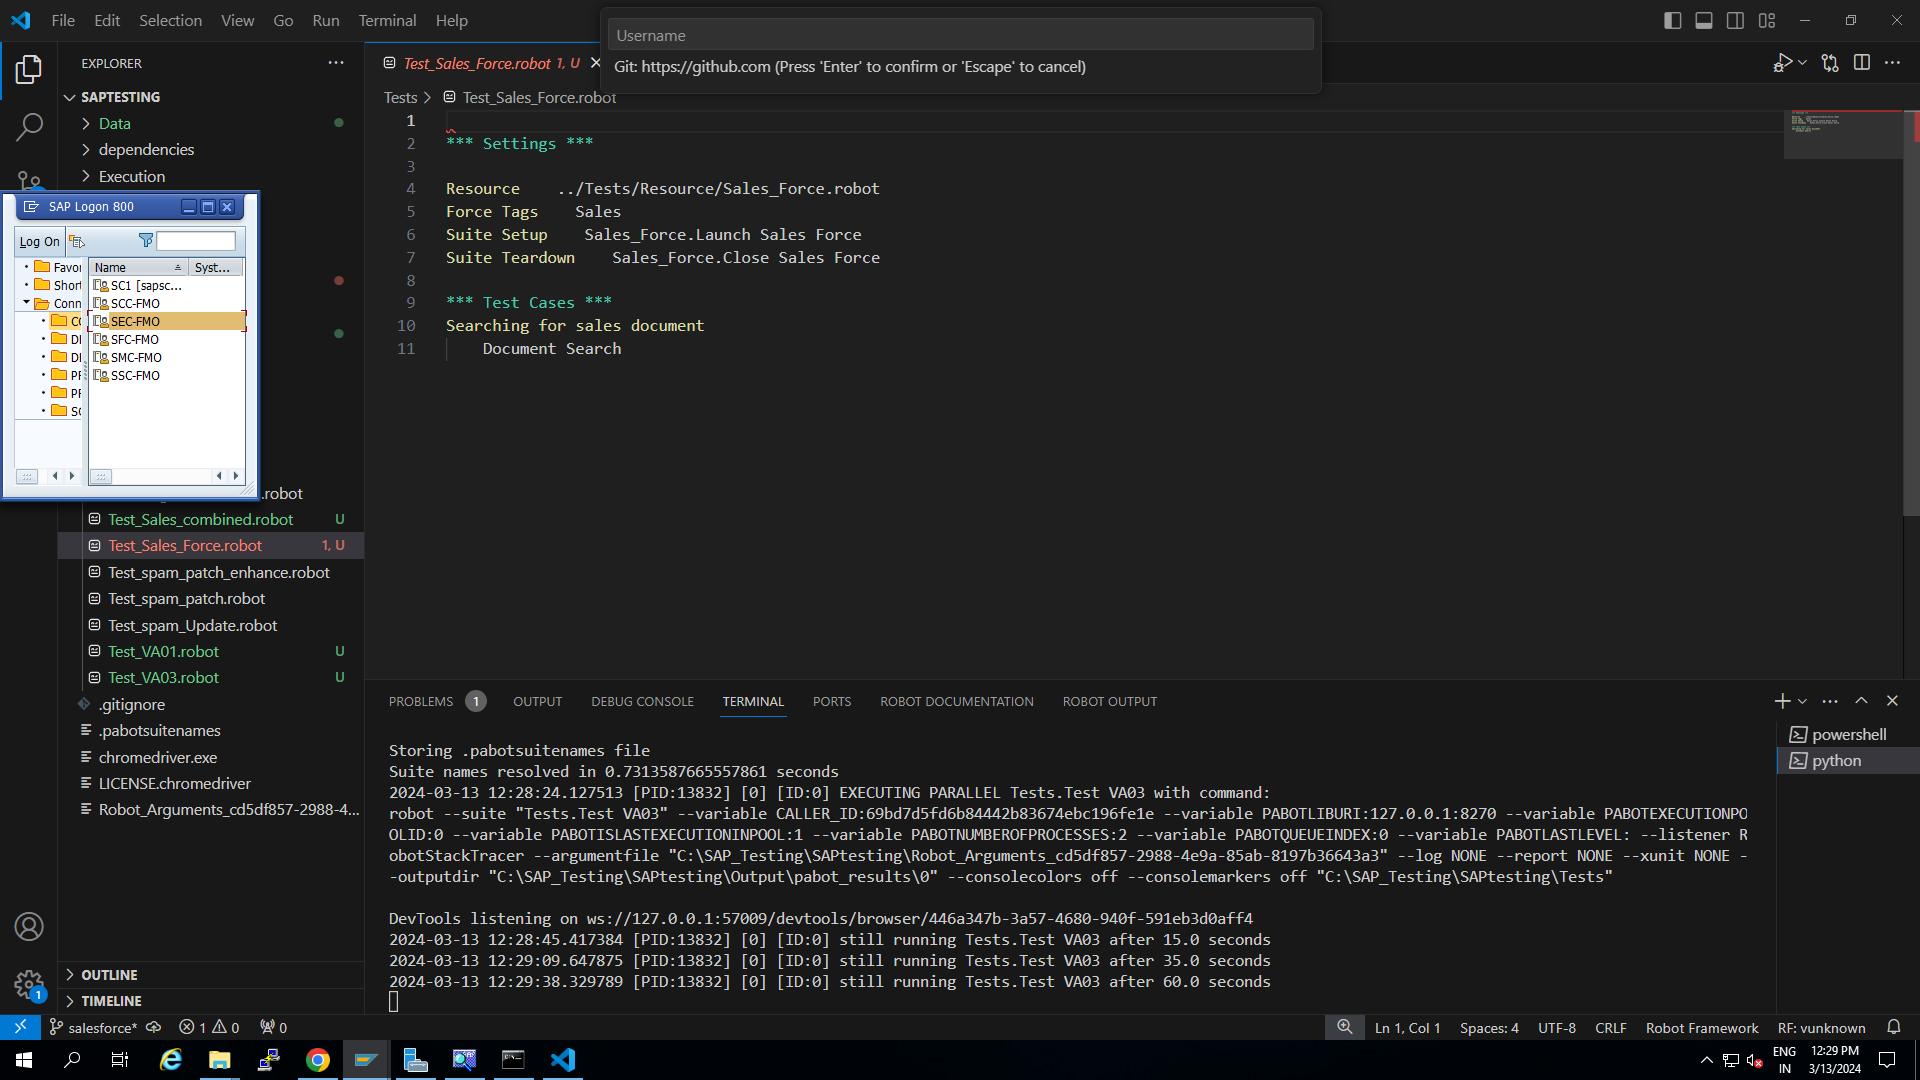 File Edit Selection View Go Run Terminal Help
Username
Git: https://github.com (Press 'Enter' to confirm or 'Escape' to cancel)
EXPLORER
SAPTESTING
Data
dependencies
Execution
SAP Logon 800
Log On
Favor
Short
Conn
Name Syst...
SC1 [sapsc...
SCC-FMO
SEC-FMO
SFC-FMO
SMC-FMO
SSC-FMO
.robot
Test_Sales_combined.robot U
Test_Sales_Force.robot 1, U
Test_spam_patch_enhance.robot
Test_spam_patch.robot
Test_spam_Update.robot
Test_VA01.robot U
Test_VA03.robot U
.gitignore
.pabotsuitenames
chromedriver.exe
LICENSE.chromedriver
Robot_Arguments_cd5df857-2988-4...
OUTLINE
TIMELINE
Test_Sales_Force.robot 1, U
Tests > Test_Sales_Force.robot
1
2 *** Settings ***
3
4 Resource ../Tests/Resource/Sales_Force.robot
5 Force Tags Sales
6 Suite Setup Sales_Force.Launch Sales Force
7 Suite Teardown Sales_Force.Close Sales Force
8
9 *** Test Cases ***
10 Searching for sales document
11 Document Search
PROBLEMS 1 OUTPUT DEBUG CONSOLE TERMINAL PORTS ROBOT DOCUMENTATION ROBOT OUTPUT
powershell
python
Storing .pabotsuitenames file
Suite names resolved in 0.7313587665557861 seconds
2024-03-13 12:28:24.127513 [PID:13832] [0] [ID:0] EXECUTING PARALLEL Tests.Test VA03 with command:
robot --suite "Tests.Test VA03" --variable CALLER_ID:69bd7d5fd6b84442b83674ebc196fe1e --variable PABOTLIBURI:127.0.0.1:8270 --variable PABOTEXECUTIONPO
OLID:0 --variable PABOTISLASTEXECUTIONINPOOL:1 --variable PABOTNUMBEROFPROCESSES:2 --variable PABOTQUEUEINDEX:0 --variable PABOTLASTLEVEL: --listener R
obotStackTracer --argumentfile "C:\SAP_Testing\SAPtesting\Robot_Arguments_cd5df857-2988-4e9a-85ab-8197b36643a3" --log NONE --report NONE --xunit NONE -
-outputdir "C:\SAP_Testing\SAPtesting\Output\pabot_results\0" --consolecolors off --consolemarkers off "C:\SAP_Testing\SAPtesting\Tests"
DevTools listening on ws://127.0.0.1:57009/devtools/browser/446a347b-3a57-4680-940f-591eb3d0aff4
2024-03-13 12:28:45.417384 [PID:13832] [0] [ID:0] still running Tests.Test VA03 after 15.0 seconds
2024-03-13 12:29:09.647875 [PID:13832] [0] [ID:0] still running Tests.Test VA03 after 35.0 seconds
2024-03-13 12:29:38.329789 [PID:13832] [0] [ID:0] still running Tests.Test VA03 after 60.0 seconds
1
salesforce* 1 0 0
Ln 1, Col 1 Spaces: 4 UTF-8 CRLF Robot Framework RF: vunknown
ENG
IN
12:29 PM
3/13/2024